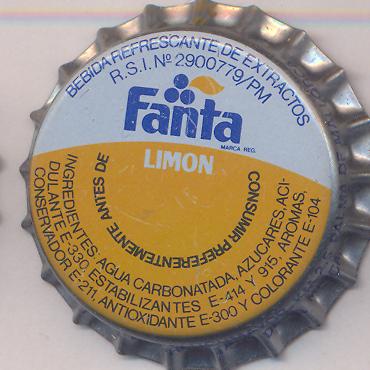 BEBIDA REFRESCANTE DE EXTRACTOS
R.S.I. Nº 2900779/PM
Fanta
MARCA REG.
LIMON
CONSUMIR PREFERENTEMENTE ANTES DE
INGREDIENTES: AGUA CARBONATADA, AZUCARES, ACI-
DULANTE E-330, ESTABILIZANTES E-414 Y 915, AROMAS,
CONSERVADOR E-211, ANTIOXiDANTE E-300 Y COLORANTE E-104